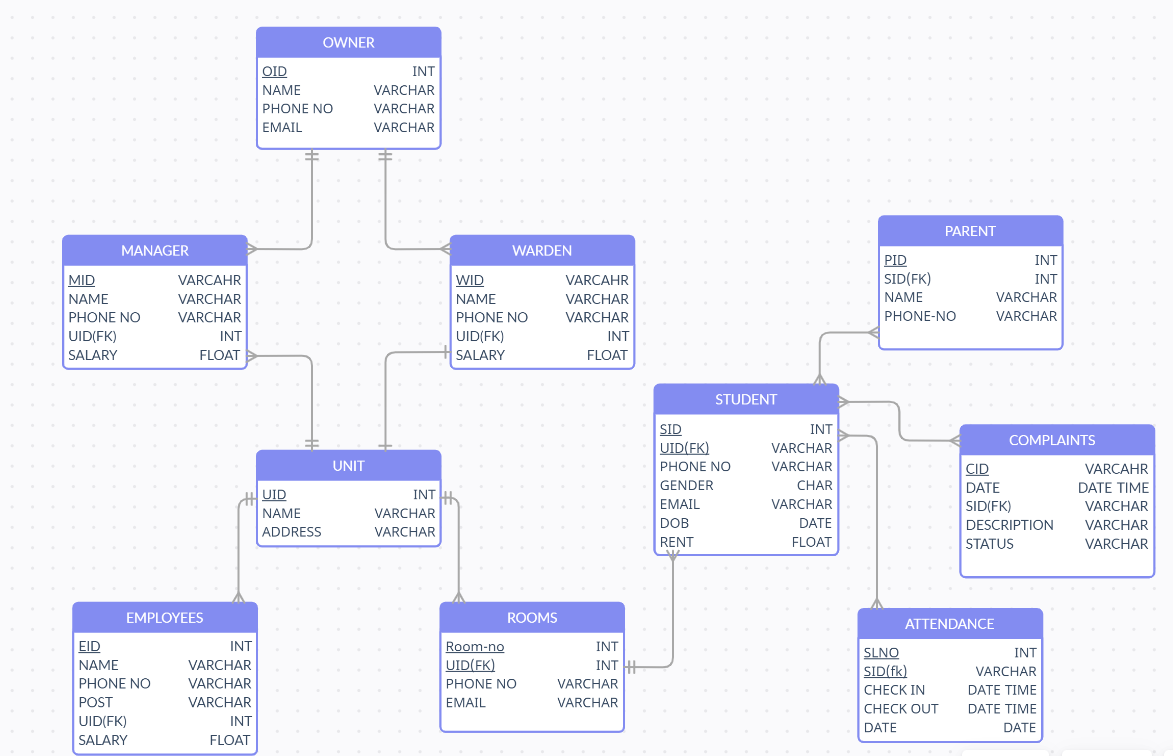 OWNER
OID INT
NAME VARCHAR
PHONE NO VARCHAR
EMAIL VARCHAR
MANAGER
MID VARCAHR
NAME VARCHAR
PHONE NO VARCHAR
UID(FK) INT
SALARY FLOAT
WARDEN
WID VARCAHR
NAME VARCHAR
PHONE NO VARCHAR
UID(FK) INT
SALARY FLOAT
PARENT
PID INT
SID(FK) INT
NAME VARCHAR
PHONE-NO VARCHAR
STUDENT
SID INT
UID(FK) VARCHAR
PHONE NO VARCHAR
GENDER CHAR
EMAIL VARCHAR
DOB DATE
RENT FLOAT
COMPLAINTS
CID VARCAHR
DATE DATE TIME
SID(FK) VARCHAR
DESCRIPTION VARCHAR
STATUS VARCHAR
UNIT
UID INT
NAME VARCHAR
ADDRESS VARCHAR
EMPLOYEES
EID INT
NAME VARCHAR
PHONE NO VARCHAR
POST VARCHAR
UID(FK) INT
SALARY FLOAT
ROOMS
Room-no INT
UID(FK) INT
PHONE NO VARCHAR
EMAIL VARCHAR
ATTENDANCE
SLNO INT
SID(fk) VARCHAR
CHECK IN DATE TIME
CHECK OUT DATE TIME
DATE DATE